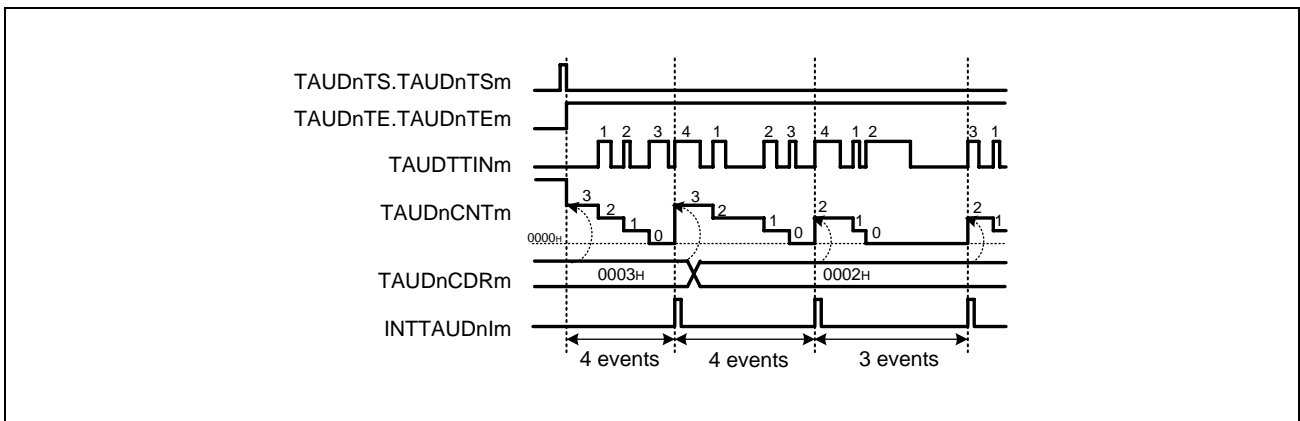 TAUDnTS.TAUDnTSm
TAUDnTE.TAUDnTEm
1 2 3 4 1 2 3 4 1 2 3 1
TAUDTTINm
3 2 1 0 3 2 1 0 2 1 0 2 1
TAUDnCNTm
0000H
TAUDnCDRm
0003H 0002H
INTTAUDnIm
4 events 4 events 3 events